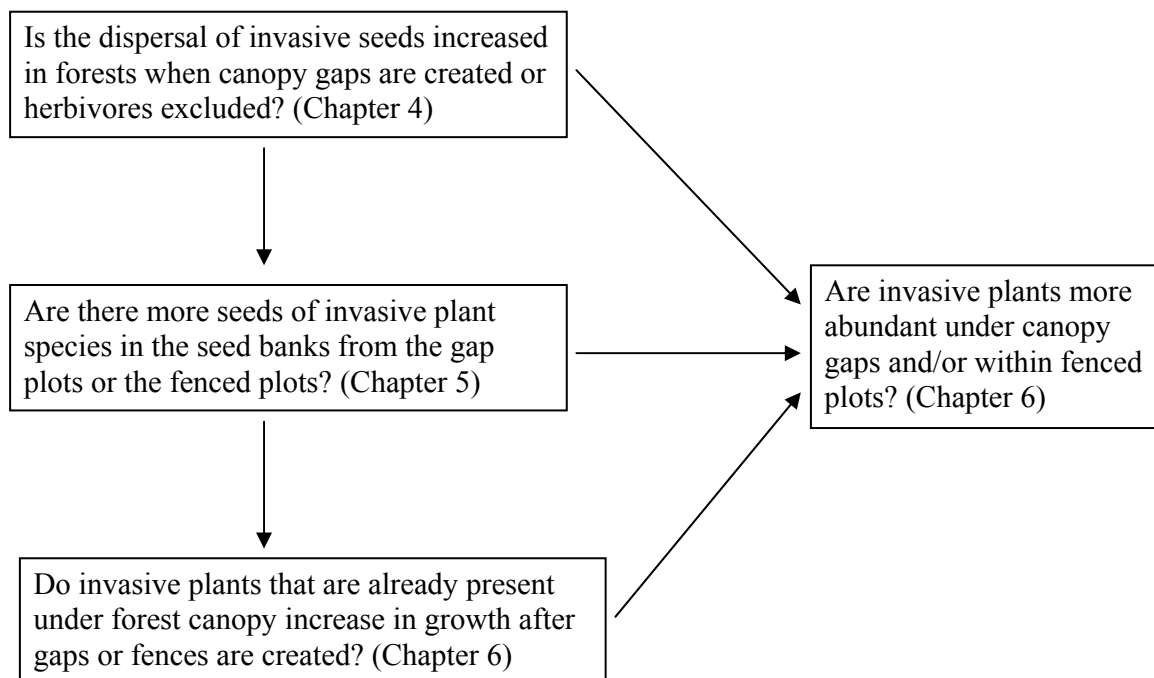 Is the dispersal of invasive seeds increased
in forests when canopy gaps are created or
herbivores excluded? (Chapter 4)
Are there more seeds of invasive plant
species in the seed banks from the gap
plots or the fenced plots? (Chapter 5)
Do invasive plants that are already present
under forest canopy increase in growth after
gaps or fences are created? (Chapter 6)
Are invasive plants more
abundant under canopy
gaps and/or within fenced
plots? (Chapter 6)